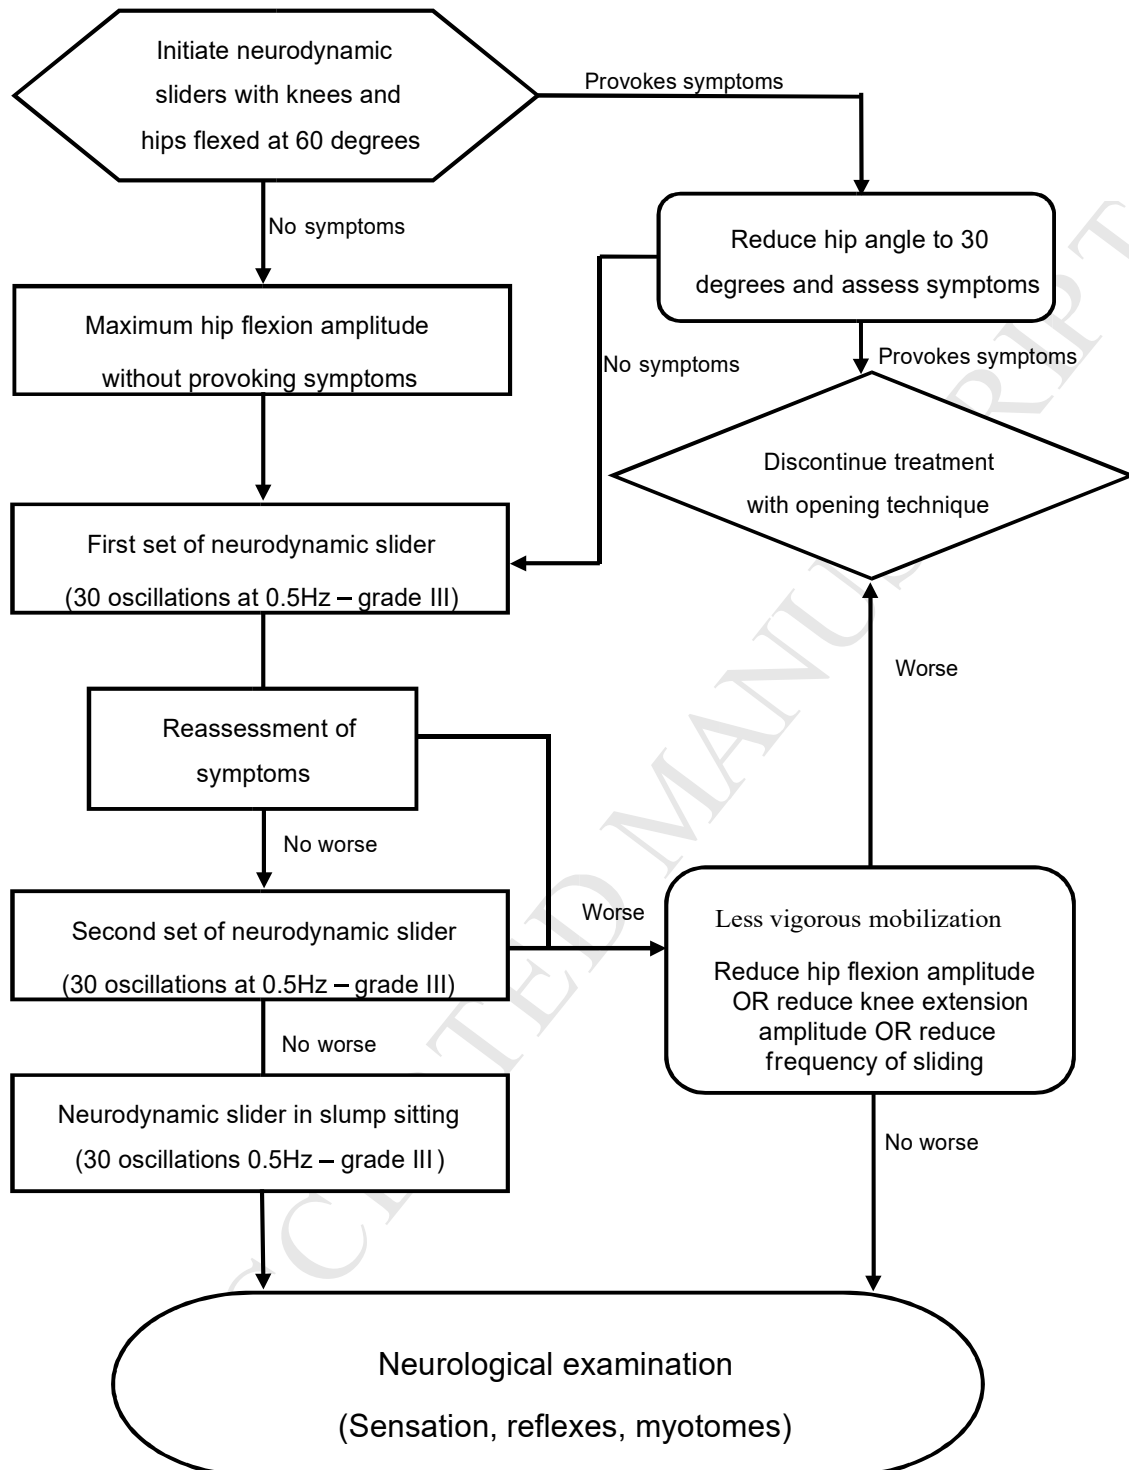 Initiate neurodynamic
sliders with knees and
hips flexed at 60 degrees
Provokes symptoms
No symptoms
Reduce hip angle to 30
degrees and assess symptoms
Maximum hip flexion amplitude
without provoking symptoms
No symptoms
Provokes symptoms
Discontinue treatment
with opening technique
First set of neurodynamic slider
(30 oscillations at 0.5Hz – grade III)
Worse
Reassessment of
symptoms
No worse
Second set of neurodynamic slider
(30 oscillations at 0.5Hz – grade III)
Worse
Less vigorous mobilization
Reduce hip flexion amplitude
OR reduce knee extension
amplitude OR reduce
frequency of sliding
No worse
Neurodynamic slider in slump sitting
(30 oscillations 0.5Hz – grade III)
No worse
Neurological examination
(Sensation, reflexes, myotomes)
CCEPTED MANUSCRIPT